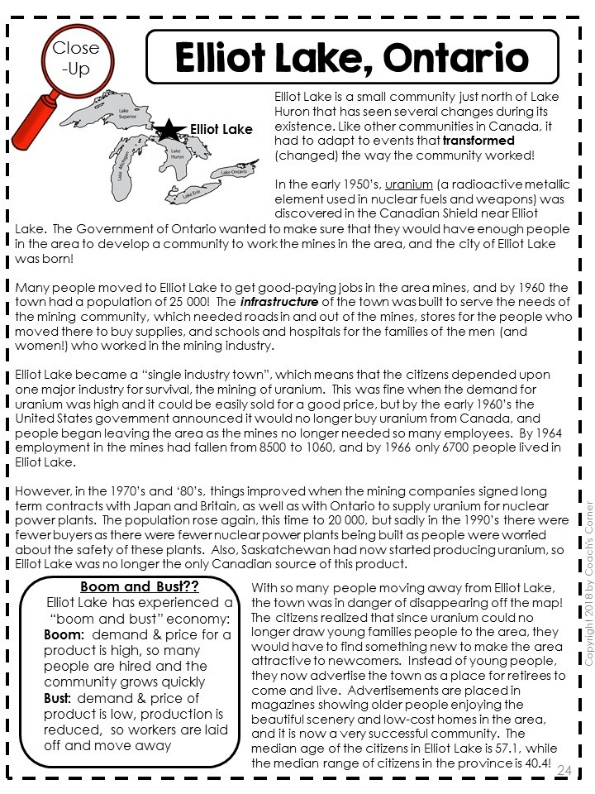 Close
-Up
Elliot Lake, Ontario
Lake Superior
Lake Michigan
Lake Huron
Lake Ontario
Lake Erie
Elliot Lake
Elliot Lake is a small community just north of Lake
Huron that has seen several changes during its
existence. Like other communities in Canada, it
had to adapt to events that transformed
(changed) the way the community worked!
In the early 1950's, uranium (a radioactive metallic
element used in nuclear fuels and weapons) was
discovered in the Canadian Shield near Elliot
Lake. The Government of Ontario wanted to make sure that they would have enough people
in the area to develop a community to work the mines in the area, and the city of Elliot Lake
was born!
Many people moved to Elliot Lake to get good-paying jobs in the area mines, and by 1960 the
town had a population of 25 000! The infrastructure of the town was built to serve the needs of
the mining community, which needed roads in and out of the mines, stores for the people who
moved there to buy supplies, and schools and hospitals for the families of the men (and
women!) who worked in the mining industry.
Elliot Lake became a “single industry town”, which means that the citizens depended upon
one major industry for survival, the mining of uranium. This was fine when the demand for
uranium was high and it could be easily sold for a good price, but by the early 1960's the
United States government announced it would no longer buy uranium from Canada, and
people began leaving the area as the mines no longer needed so many employees. By 1964
employment in the mines had fallen from 8500 to 1060, and by 1966 only 6700 people lived in
Elliot Lake.
However, in the 1970's and '80's, things improved when the mining companies signed long
term contracts with Japan and Britain, as well as with Ontario to supply uranium for nuclear
power plants. The population rose again, this time to 20 000, but sadly in the 1990's there were
fewer buyers as there were fewer nuclear power plants being built as people were worried
about the safety of these plants. Also, Saskatchewan had now started producing uranium, so
Elliot Lake was no longer the only Canadian source of this product.
Boom and Bust??
Elliot Lake has experienced a
“boom and bust” economy:
Boom: demand & price for a
product is high, so many
people are hired and the
community grows quickly
Bust: demand & price of
product is low, production is
reduced, so workers are laid
off and move away
With so many people moving away from Elliot Lake,
the town was in danger of disappearing off the map!
The citizens realized that since uranium could no
longer draw young families people to the area, they
would have to find something new to make the area
attractive to newcomers. Instead of young people,
they now advertise the town as a place for retirees to
come and live. Advertisements are placed in
magazines showing older people enjoying the
beautiful scenery and low-cost homes in the area,
and it is now a very successful community. The
median age of the citizens in Elliot Lake is 57.1, while
the median range of citizens in the province is 40.4!
24
Copyright 2018 by Coach's Corner